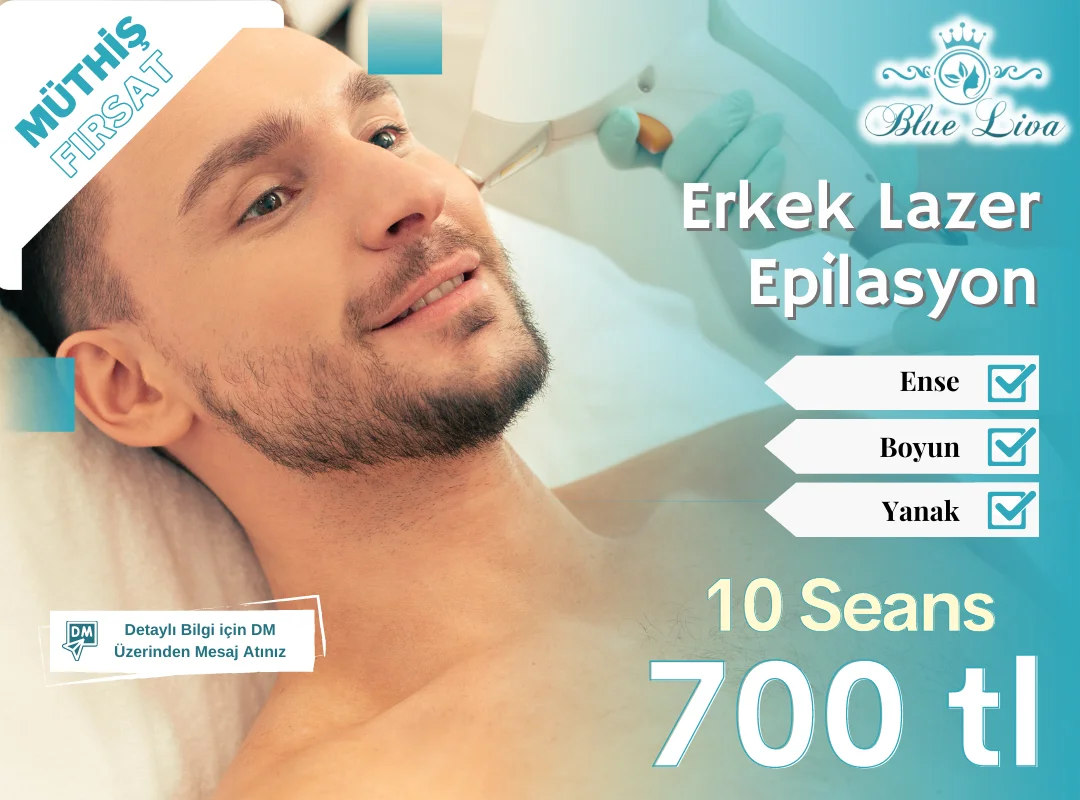 MÜTHİŞ
FIRSAT
Blue Liva
Erkek Lazer
Epilasyon
Ense
Boyun
Yanak
10 Seans
700 tl
DM
Detaylı Bilgi için DM
Üzerinden Mesaj Atınız